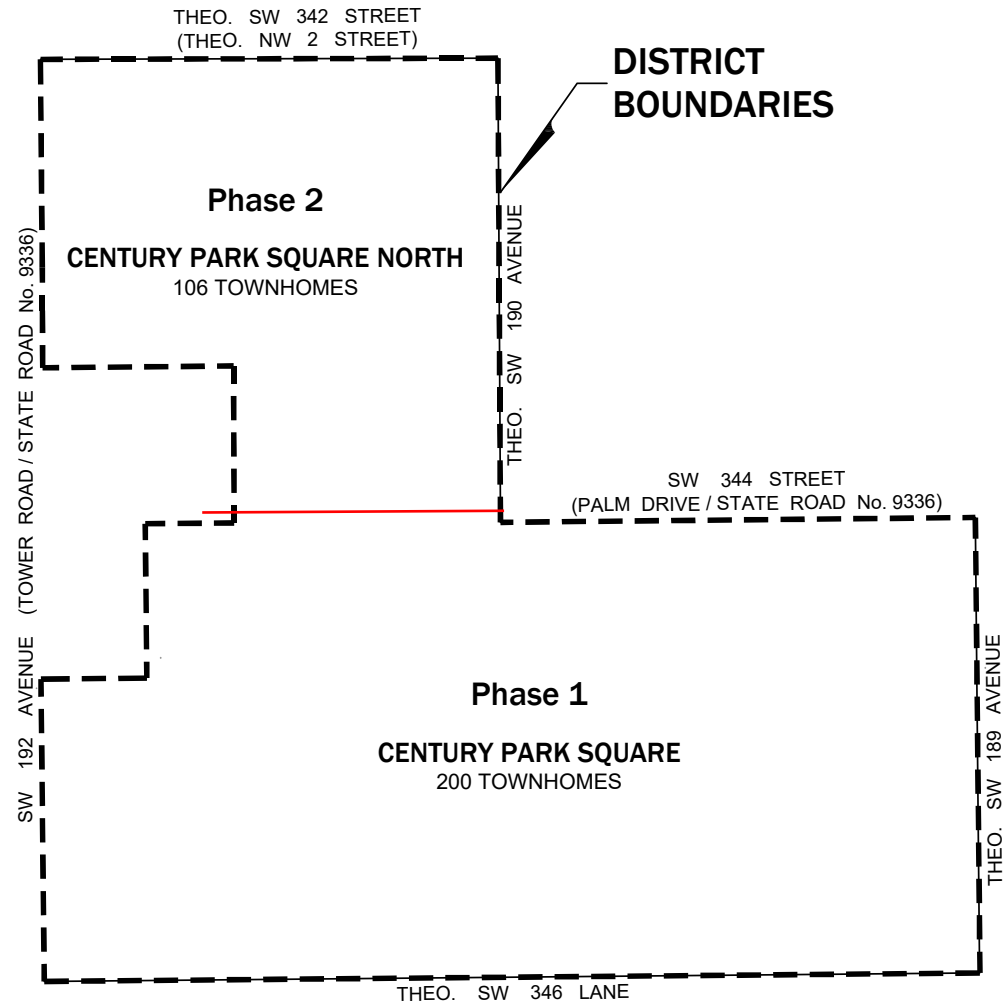 THEO. SW 342 STREET
(THEO. NW 2 STREET)
DISTRICT
BOUNDARIES
Phase 2
CENTURY PARK SQUARE NORTH
106 TOWNHOMES
THEO. SW 190 AVENUE
SW 344 STREET
(PALM DRIVE / STATE ROAD No. 9336)
SW 192 AVENUE (TOWER ROAD / STATE ROAD No. 9336)
Phase 1
CENTURY PARK SQUARE
200 TOWNHOMES
THEO. SW 189 AVENUE
THEO. SW 346 LANE